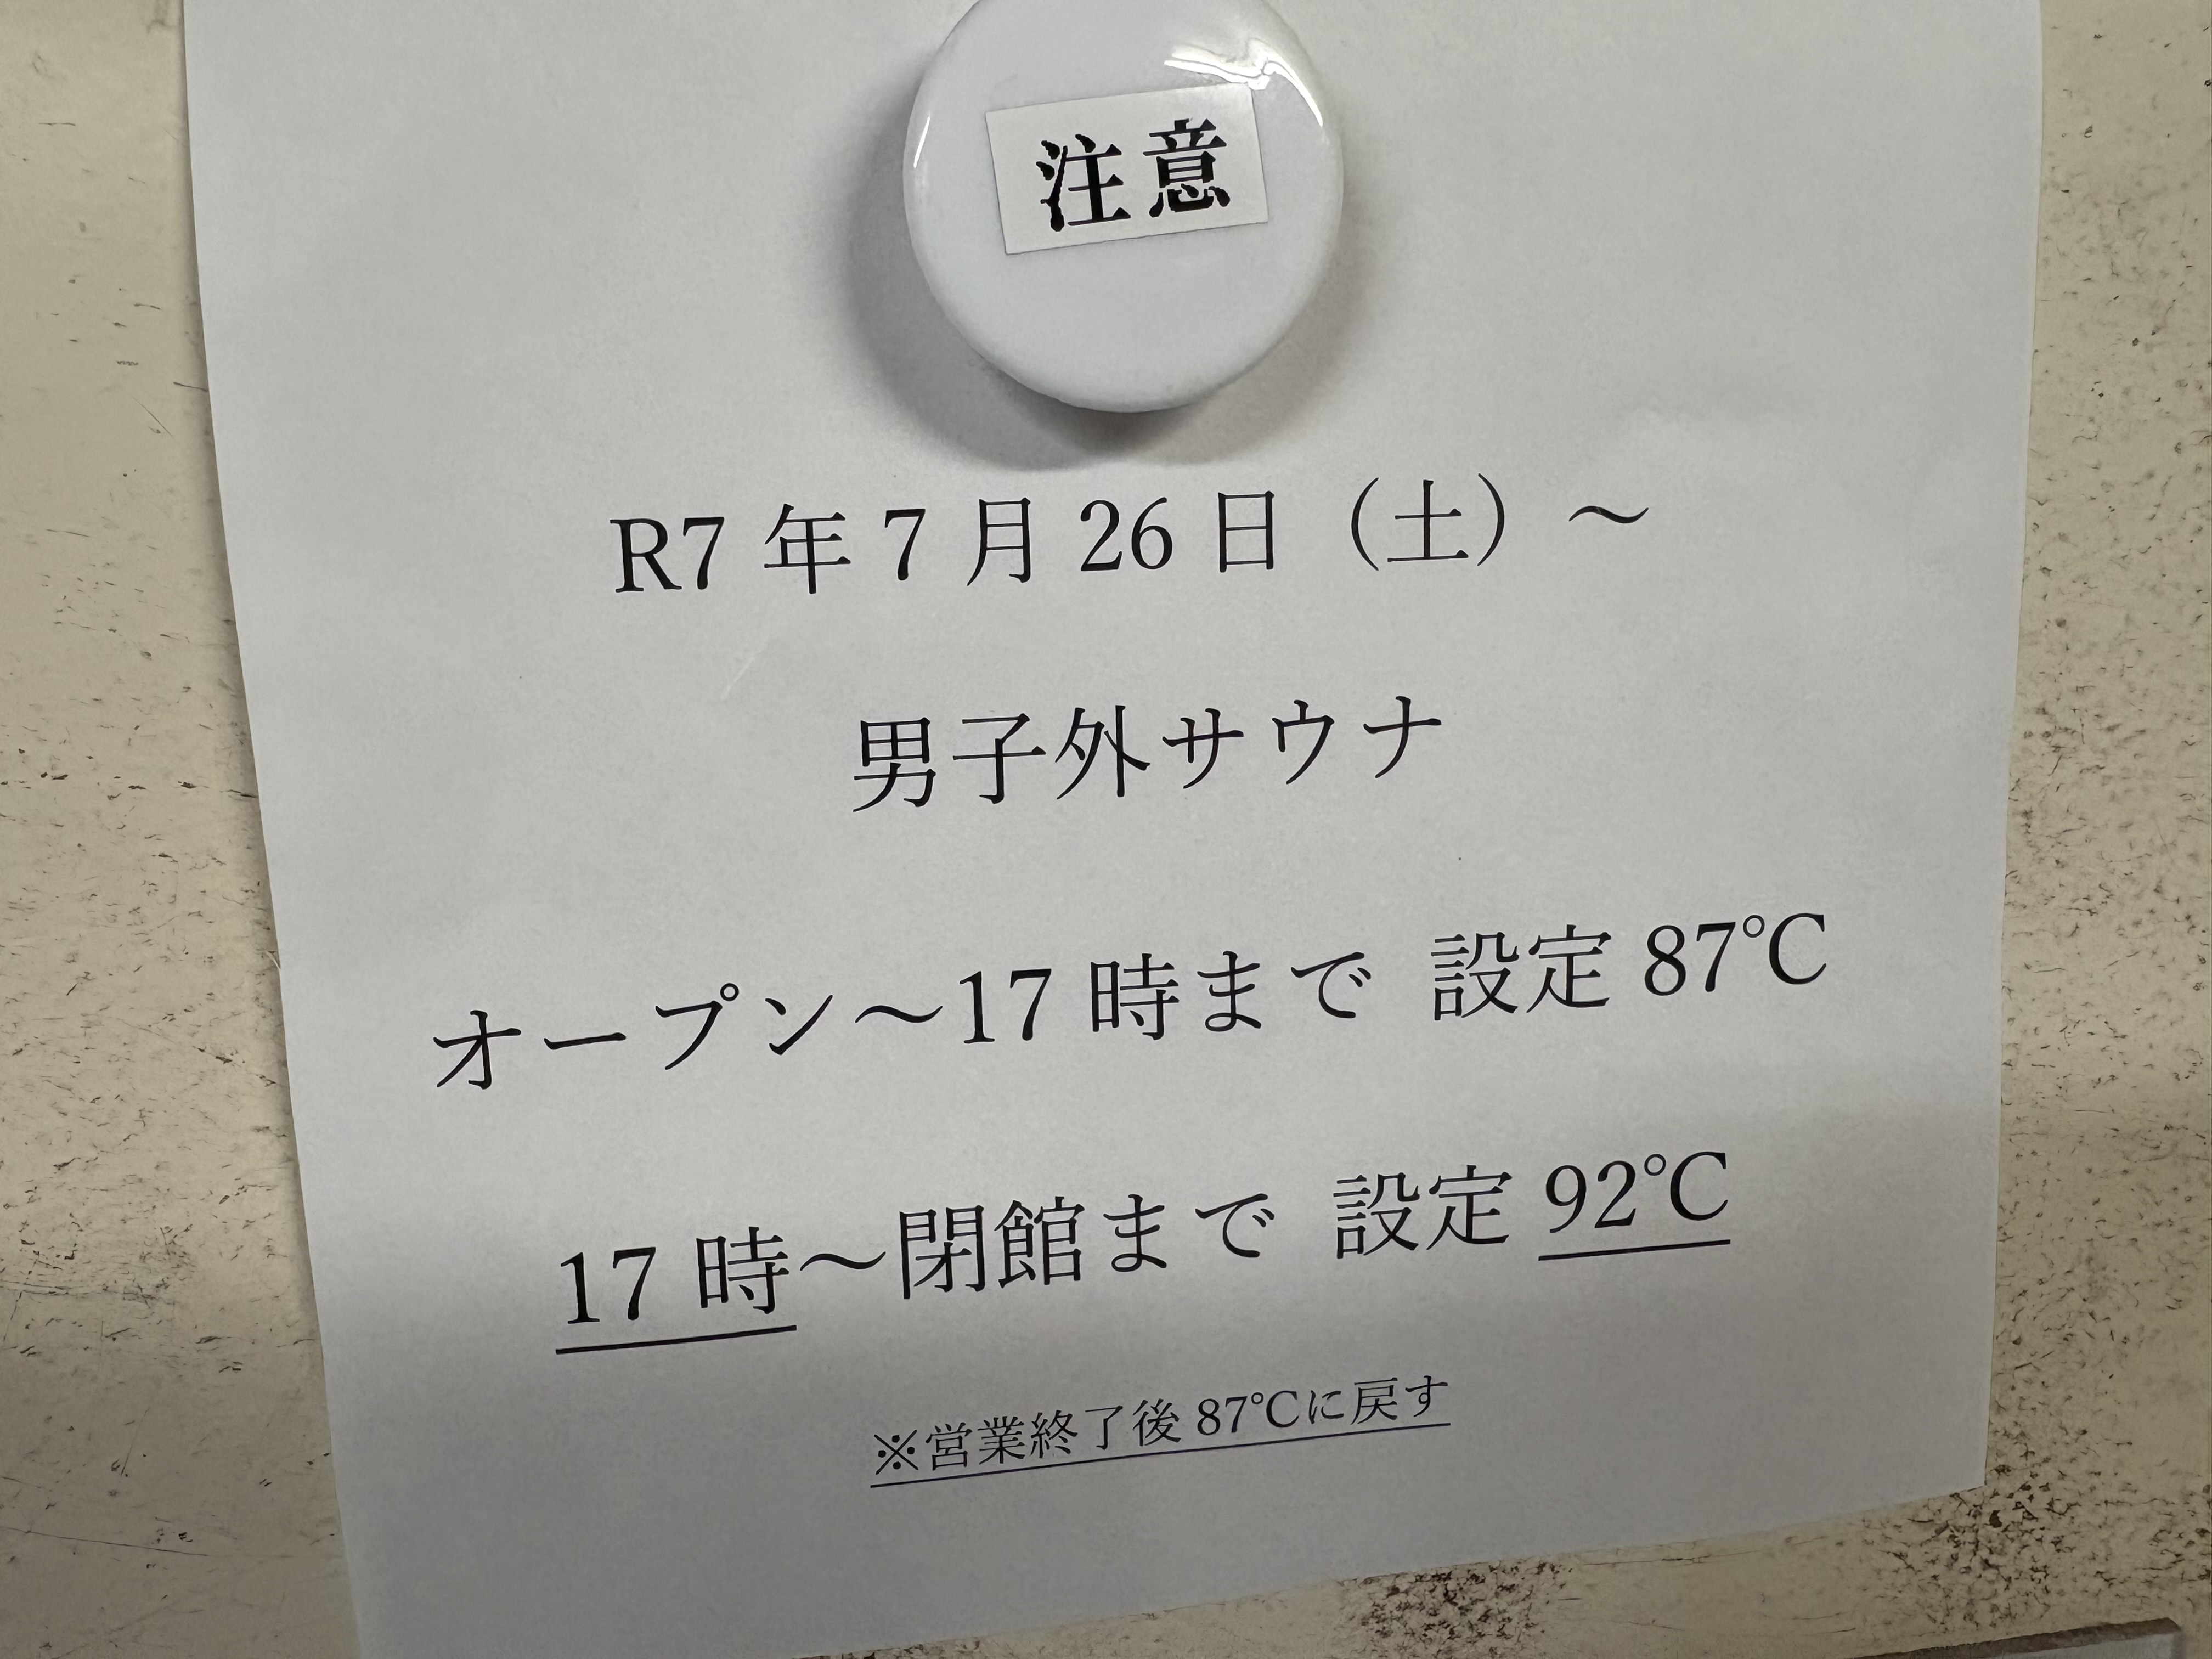 注意
R7年7月26日（土）～
男子外サウナ
オープン～17時まで 設定87℃
17時～閉館まで 設定92℃
※営業終了後87℃に戻す